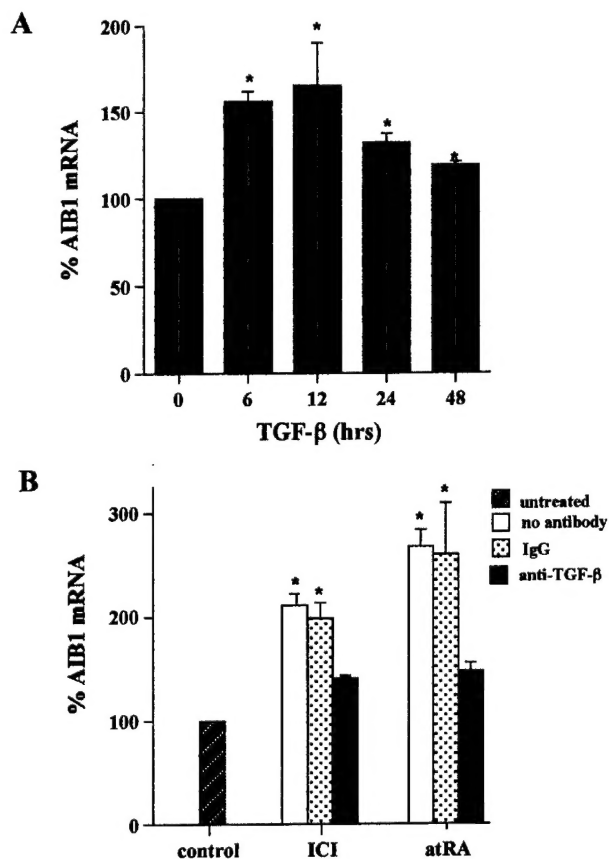 A
% AIB1 mRNA
200
150
100
50
0
*
*
*
*
0 6 12 24 48
TGF-β (hrs)
B
% AIB1 mRNA
300
200
100
0
* *
* *
untreated
no antibody
IgG
anti-TGF-β
control ICI atRA